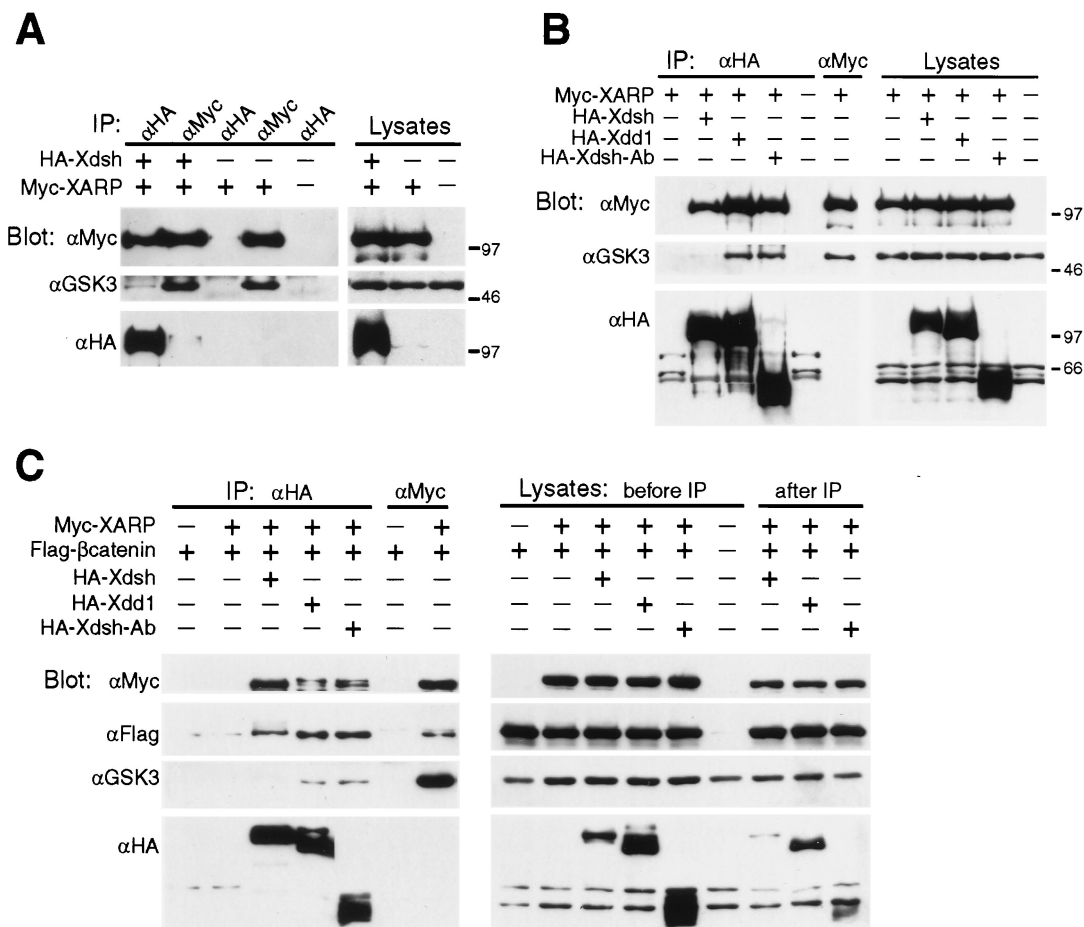 A
IP: αHA αMyc αHA αMyc αHA Lysates
HA-Xdsh + + – – – + – –
Myc-XARP + + + + – + + –
Blot: αMyc
97
αGSK3
46
αHA
97
B
IP: αHA αMyc Lysates
Myc-XARP + + + + – + + + + + –
HA-Xdsh – + – – – – – + – – –
HA-Xdd1 – – + – – – – – + – –
HA-Xdsh-Ab – – – + – – – – – + –
Blot: αMyc
97
αGSK3
46
αHA
97
66
C
IP: αHA αMyc Lysates: before IP after IP
Myc-XARP – + + + + – + – + + + + – + + +
Flag-βcatenin + + + + + + + + + + + + – + + +
HA-Xdsh – – + – – – – – – + – – – + – –
HA-Xdd1 – – – + – – – – – – + – – – + –
HA-Xdsh-Ab – – – – + – – – – – – + – – – +
Blot: αMyc
αFlag
αGSK3
αHA